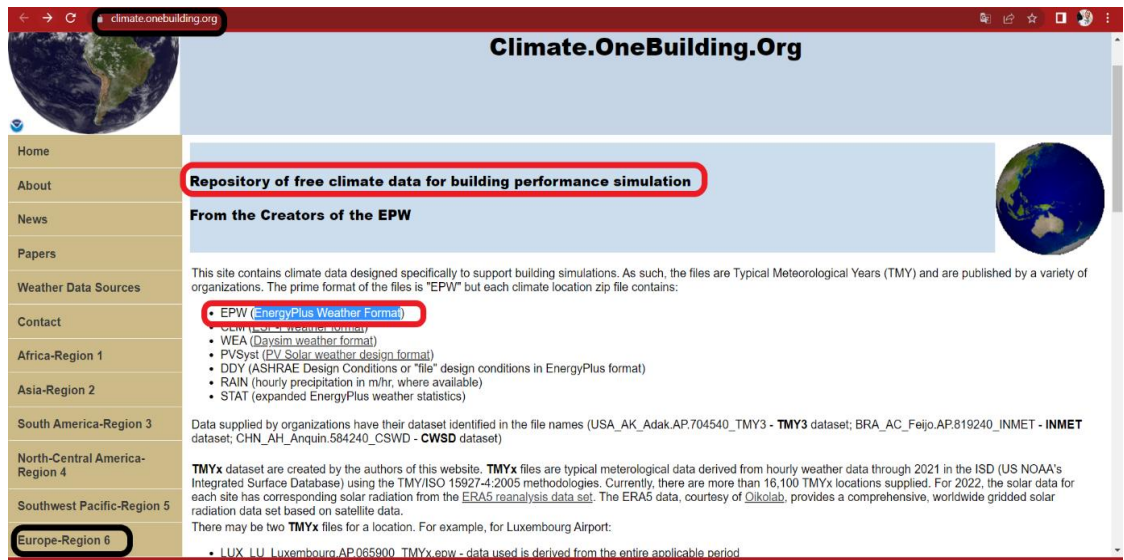 climate.onebuilding.org
Climate.OneBuilding.Org
Home
About
News
Papers
Weather Data Sources
Contact
Africa-Region 1
Asia-Region 2
South America-Region 3
North-Central America-
Region 4
Southwest Pacific-Region 5
Europe-Region 6
Repository of free climate data for building performance simulation
From the Creators of the EPW
This site contains climate data designed specifically to support building simulations. As such, the files are Typical Meteorological Years (TMY) and are published by a variety of
organizations. The prime format of the files is "EPW" but each climate location zip file contains:
• EPW (EnergyPlus Weather Format)
• CLM (ESP-r weather format)
• WEA (Daysim weather format)
• PVSyst (PV Solar weather design format)
• DDY (ASHRAE Design Conditions or "file" design conditions in EnergyPlus format)
• RAIN (hourly precipitation in m/hr, where available)
• STAT (expanded EnergyPlus weather statistics)
Data supplied by organizations have their dataset identified in the file names (USA_AK_Adak.AP.704540_TMY3 - TMY3 dataset; BRA_AC_Feijo.AP.819240_INMET - INMET
dataset; CHN_AH_Anquin.584240_CSWD - CWSD dataset)
TMYx dataset are created by the authors of this website. TMYx files are typical meterological data derived from hourly weather data through 2021 in the ISD (US NOAA's
Integrated Surface Database) using the TMY/ISO 15927-4:2005 methodologies. Currently, there are more than 16,100 TMYx locations supplied. For 2022, the solar data for
each site has corresponding solar radiation from the ERA5 reanalysis data set. The ERA5 data, courtesy of Oikolab, provides a comprehensive, worldwide gridded solar
radiation data set based on satellite data.
There may be two TMYx files for a location. For example, for Luxembourg Airport:
• LUX_LU_Luxembourg.AP.065900_TMYx.epw - data used is derived from the entire applicable period